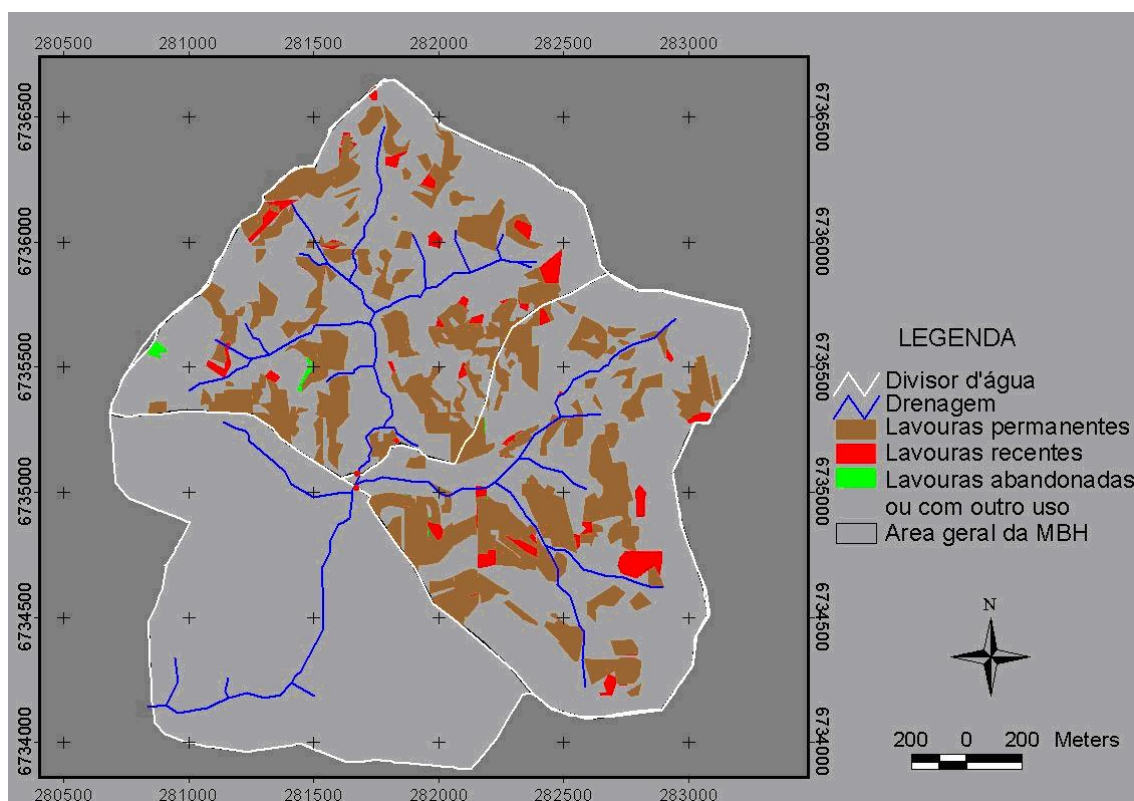 280500 281000 281500 282000 282500 283000
6736500 6736500
6736000 6736000
6735500 6735500
6735000 6735000
6734500 6734500
6734000 6734000
280500 281000 281500 282000 282500 283000
LEGENDA
Divisor d'água
Drenagem
Lavouras permanentes
Lavouras recentes
Lavouras abandonadas
ou com outro uso
Area geral da MBH
N
200 0 200 Meters